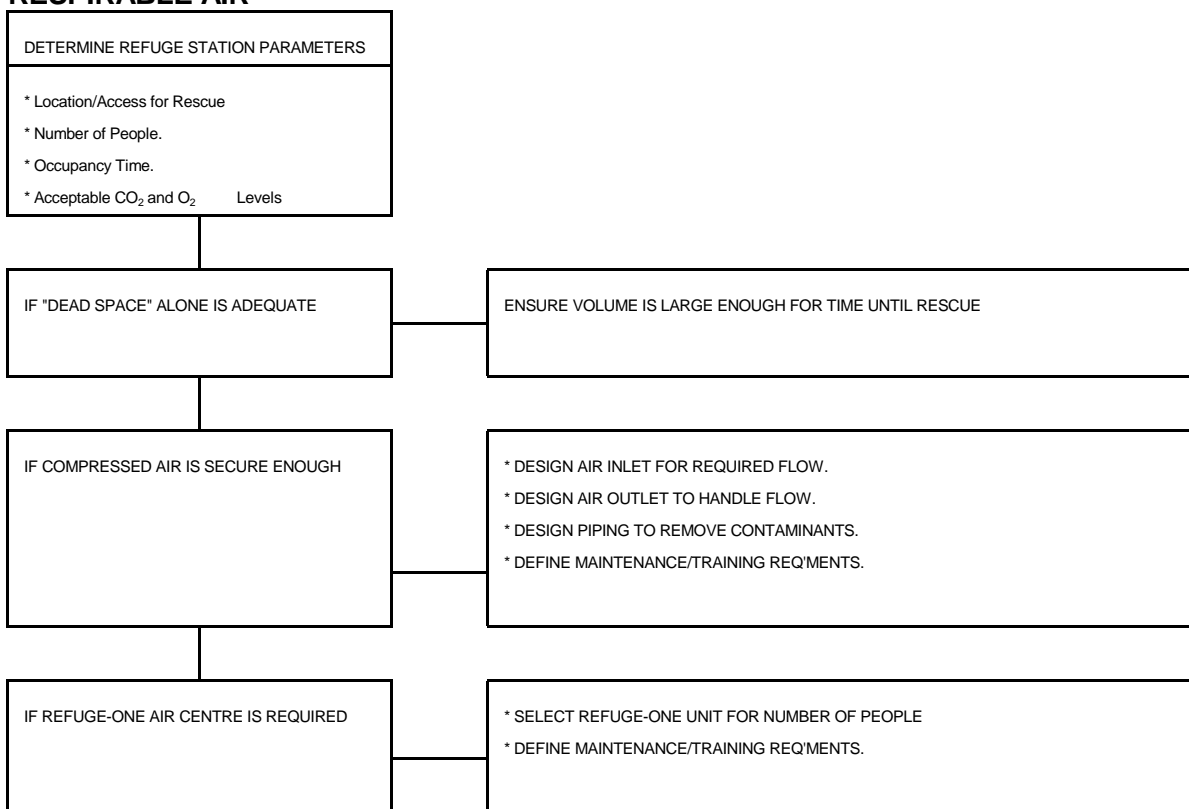 RESPIRABLE AIR
DETERMINE REFUGE STATION PARAMETERS
* Location/Access for Rescue
* Number of People.
* Occupancy Time.
* Acceptable CO₂ and O₂ Levels
IF "DEAD SPACE" ALONE IS ADEQUATE
ENSURE VOLUME IS LARGE ENOUGH FOR TIME UNTIL RESCUE
IF COMPRESSED AIR IS SECURE ENOUGH
* DESIGN AIR INLET FOR REQUIRED FLOW.
* DESIGN AIR OUTLET TO HANDLE FLOW.
* DESIGN PIPING TO REMOVE CONTAMINANTS.
* DEFINE MAINTENANCE/TRAINING REQ'MENTS.
IF REFUGE-ONE AIR CENTRE IS REQUIRED
* SELECT REFUGE-ONE UNIT FOR NUMBER OF PEOPLE
* DEFINE MAINTENANCE/TRAINING REQ'MENTS.